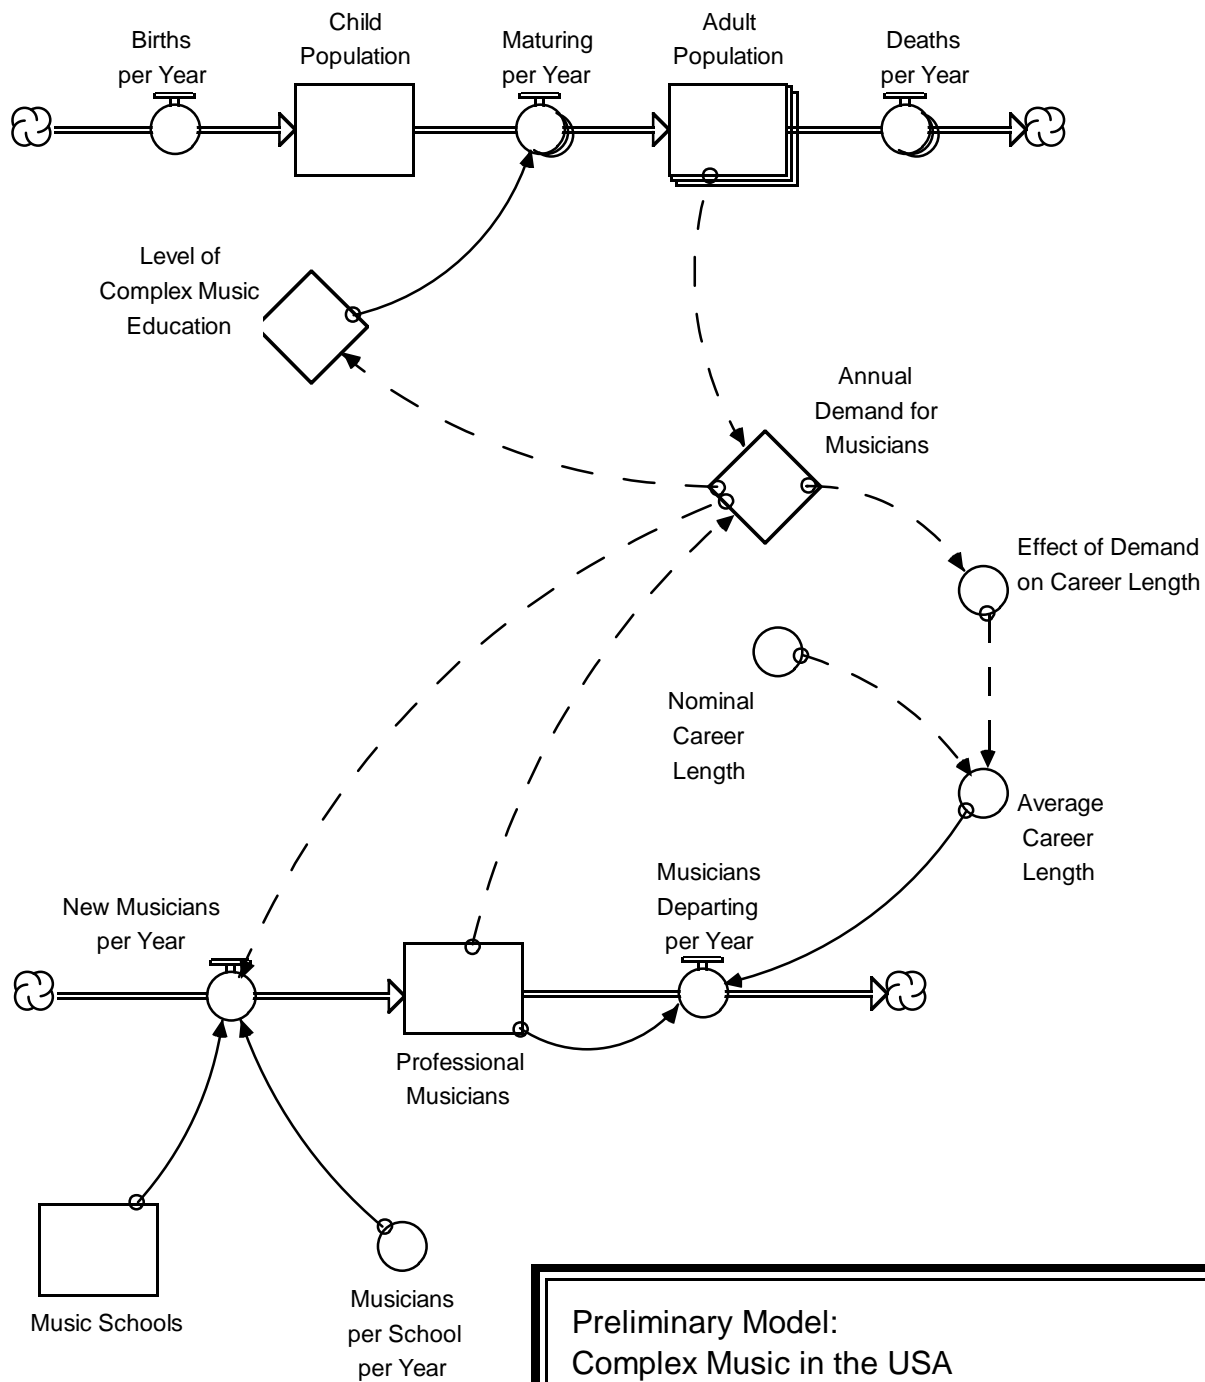 Births
per Year
Child
Population
Maturing
per Year
Adult
Population
Deaths
per Year
Level of
Complex Music
Education
Annual
Demand for
Musicians
Effect of Demand
on Career Length
Nominal
Career
Length
Average
Career
Length
New Musicians
per Year
Musicians
Departing
per Year
Professional
Musicians
Music Schools
Musicians
per School
per Year
Preliminary Model:
Complex Music in the USA